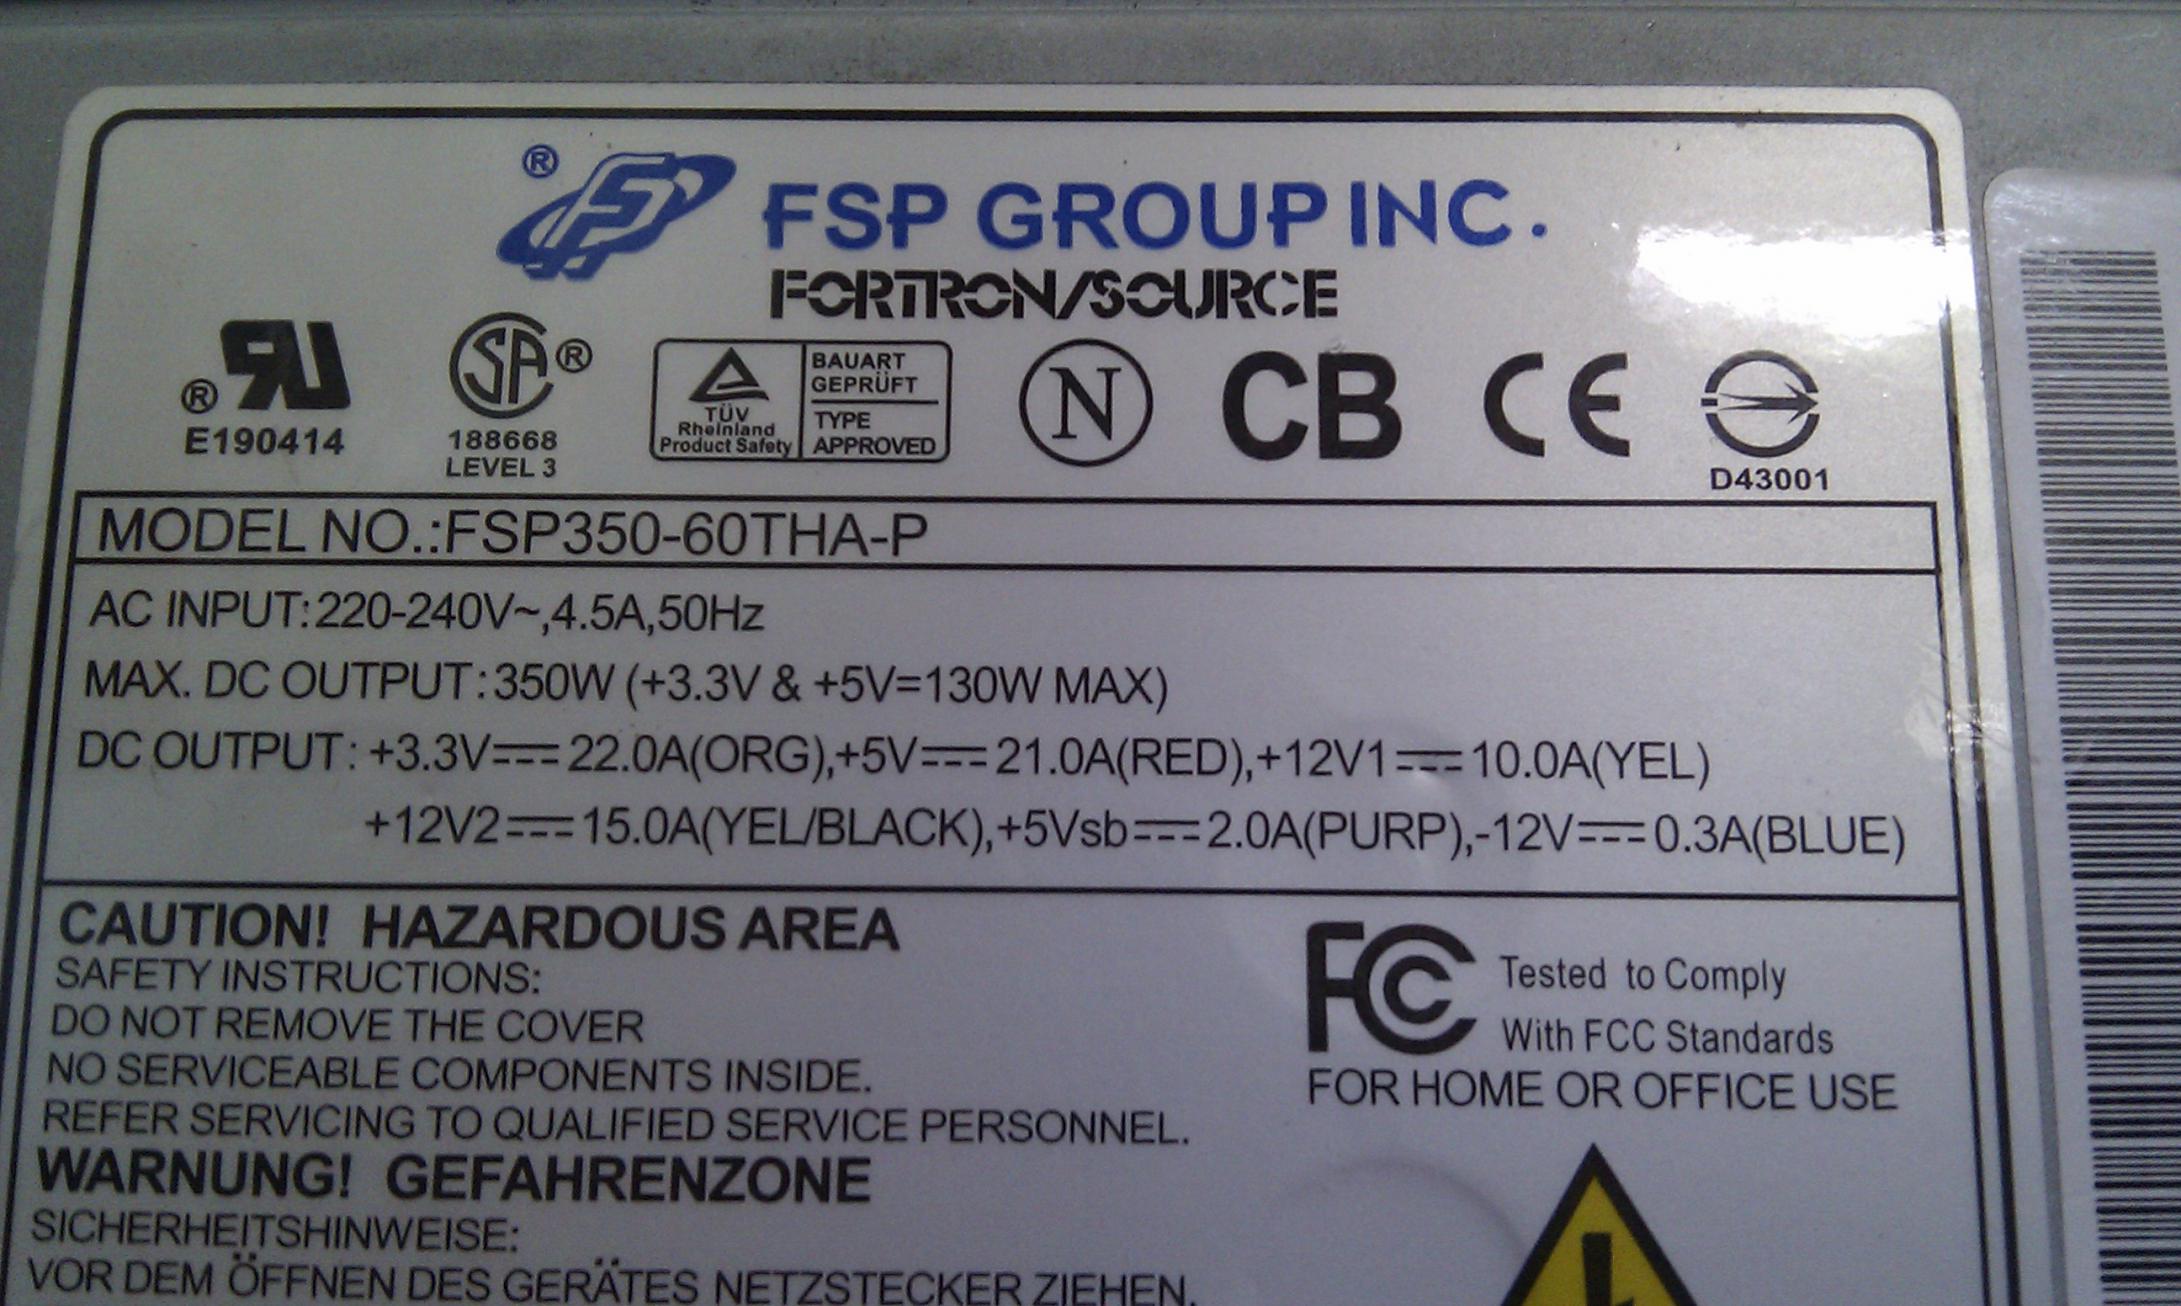 ® FSP GROUP INC.
FORTRON/SOURCE
® RU
E190414
SA ®
188668
LEVEL 3
TÜV
Rheinland
Product Safety
BAUART
GEPRÜFT
TYPE
APPROVED
N
CB
CE
D43001
MODEL NO.:FSP350-60THA-P
AC INPUT:220-240V~,4.5A,50Hz
MAX. DC OUTPUT:350W (+3.3V & +5V=130W MAX)
DC OUTPUT: +3.3V⎓22.0A(ORG),+5V⎓21.0A(RED),+12V1⎓10.0A(YEL)
+12V2⎓15.0A(YEL/BLACK),+5Vsb⎓2.0A(PURP),-12V⎓0.3A(BLUE)
CAUTION! HAZARDOUS AREA
SAFETY INSTRUCTIONS:
DO NOT REMOVE THE COVER
NO SERVICEABLE COMPONENTS INSIDE.
REFER SERVICING TO QUALIFIED SERVICE PERSONNEL.
WARNUNG! GEFAHRENZONE
SICHERHEITSHINWEISE:
VOR DEM ÖFFNEN DES GERÄTES NETZSTECKER ZIEHEN.
FC Tested to Comply
With FCC Standards
FOR HOME OR OFFICE USE